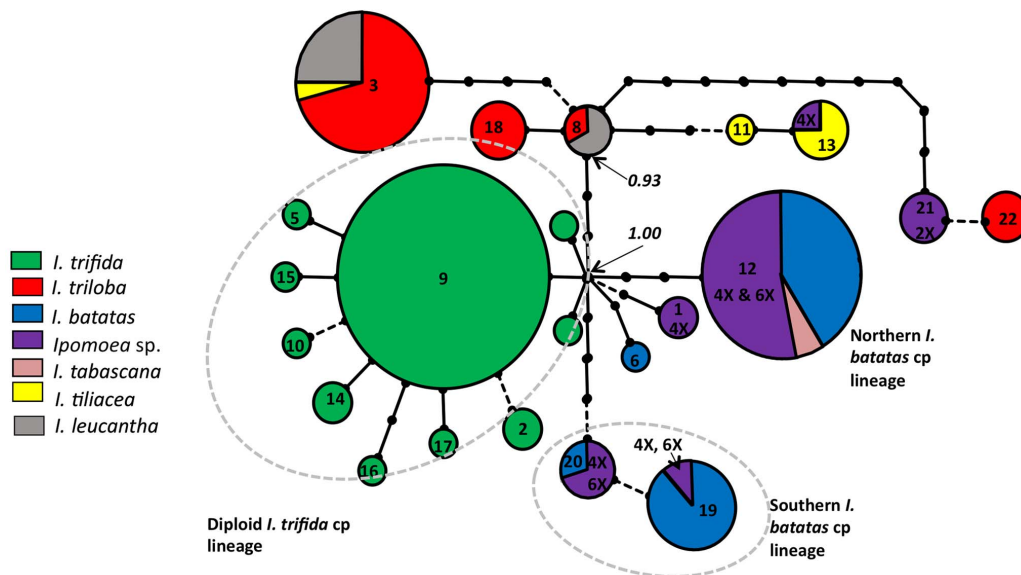 3
18
8
11
4X
13
0.93
5
21
2X
22
1.00
I. trifida
I. triloba
I. batatas
Ipomoea sp.
I. tabascana
I. tiliacea
I. leucantha
15
9
12
4X & 6X
1
4X
10
6
Northern I.
batatas cp
lineage
14
2
17
16
4X, 6X
20
4X
6X
19
Diploid I. trifida cp
lineage
Southern I.
batatas cp
lineage